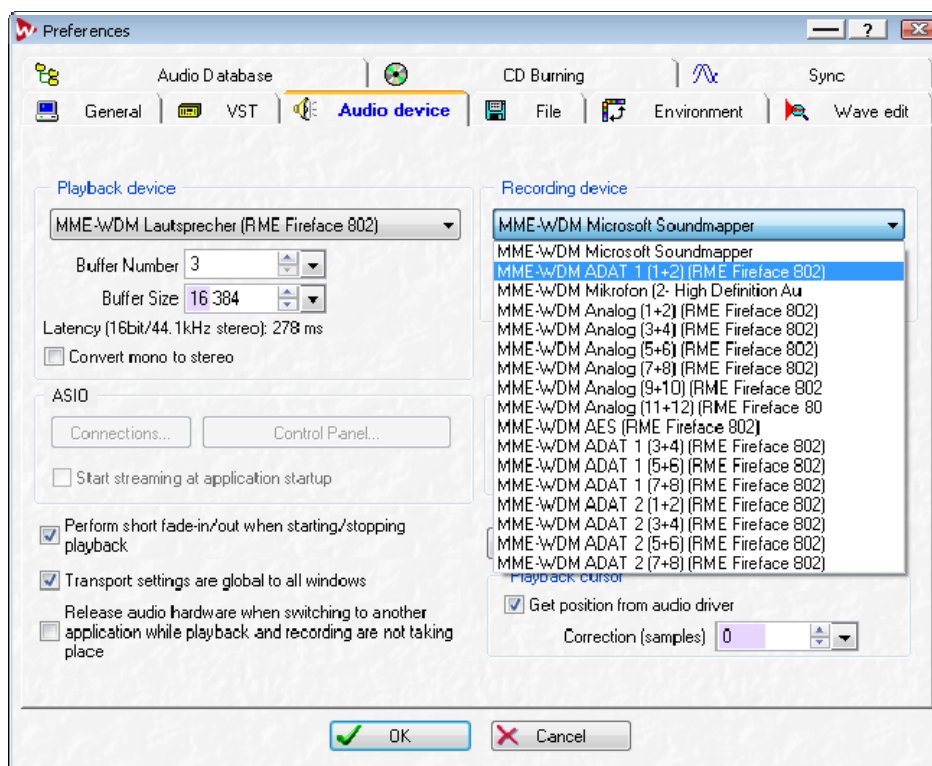 Preferences
?
Audio Database
CD Burning
Sync
General
VST
Audio device
File
Environment
Wave edit
Playback device
MME-WDM Lautsprecher (RME Fireface 802)
Buffer Number 3
Buffer Size 16 384
Latency (16bit/44.1kHz stereo): 278 ms
Convert mono to stereo
ASIO
Connections...
Control Panel...
Start streaming at application startup
Perform short fade-in/out when starting/stopping
playback
Transport settings are global to all windows
Release audio hardware when switching to another
application while playback and recording are not taking
place
Recording device
MME-WDM Microsoft Soundmapper
MME-WDM Microsoft Soundmapper
MME-WDM ADAT 1 (1+2) (RME Fireface 802)
MME-WDM Mikrofon (2- High Definition Au
MME-WDM Analog (1+2) (RME Fireface 802)
MME-WDM Analog (3+4) (RME Fireface 802)
MME-WDM Analog (5+6) (RME Fireface 802)
MME-WDM Analog (7+8) (RME Fireface 802)
MME-WDM Analog (9+10) (RME Fireface 802
MME-WDM Analog (11+12) (RME Fireface 80
MME-WDM AES (RME Fireface 802)
MME-WDM ADAT 1 (3+4) (RME Fireface 802)
MME-WDM ADAT 1 (5+6) (RME Fireface 802)
MME-WDM ADAT 1 (7+8) (RME Fireface 802)
MME-WDM ADAT 2 (1+2) (RME Fireface 802)
MME-WDM ADAT 2 (3+4) (RME Fireface 802)
MME-WDM ADAT 2 (5+6) (RME Fireface 802)
MME-WDM ADAT 2 (7+8) (RME Fireface 802)
Playback cursor
Get position from audio driver
Correction (samples) 0
OK
Cancel